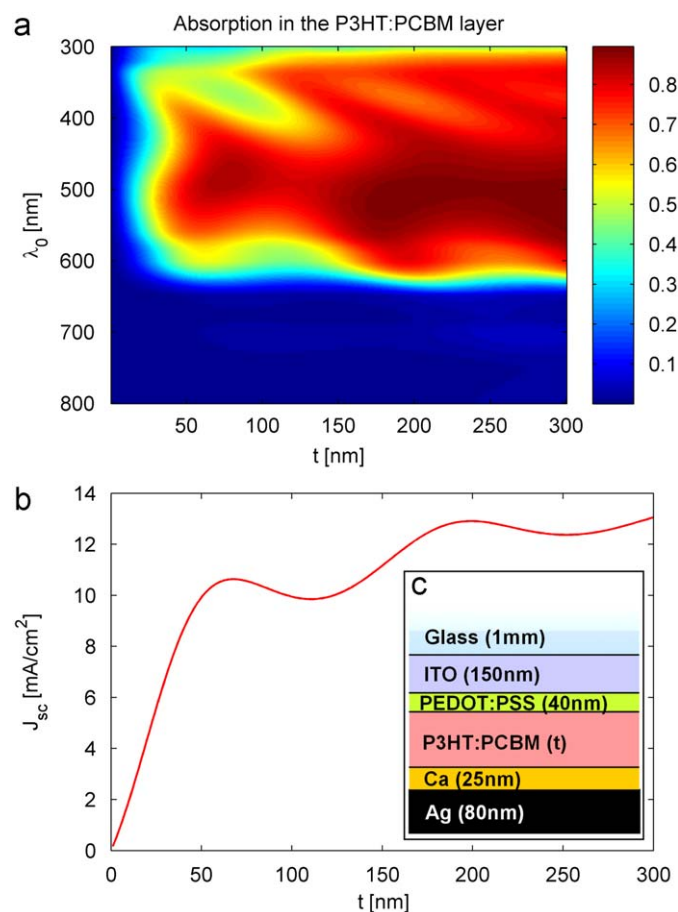 a
Absorption in the P3HT:PCBM layer
300
400
500
600
700
800
λ₀ [nm]
50 100 150 200 250 300
t [nm]
0.8
0.7
0.6
0.5
0.4
0.3
0.2
0.1
b
14
12
10
8
6
4
2
0
J_sc [mA/cm²]
0 50 100 150 200 250 300
t [nm]
C
Glass (1mm)
ITO (150nm)
PEDOT:PSS (40nm)
P3HT:PCBM (t)
Ca (25nm)
Ag (80nm)